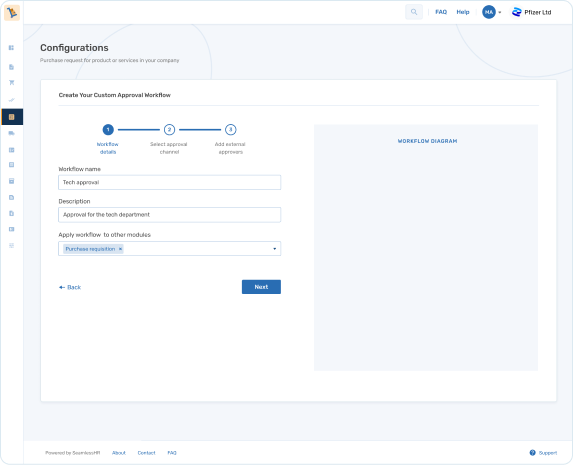 FAQ
Help
HA
Pfizer Ltd
Configurations
Purchase request for product or services in your company
Create Your Custom Approval Workflow
1
2
3
Workflow details
Select approval channel
Add external approvers
WORKFLOW DIAGRAM
Workflow name
Tech approval
Description
Approval for the tech department
Apply workflow to other modules
Purchase requisition ×
← Back
Next
Powered by SeamlessHR
About
Contact
FAQ
Support